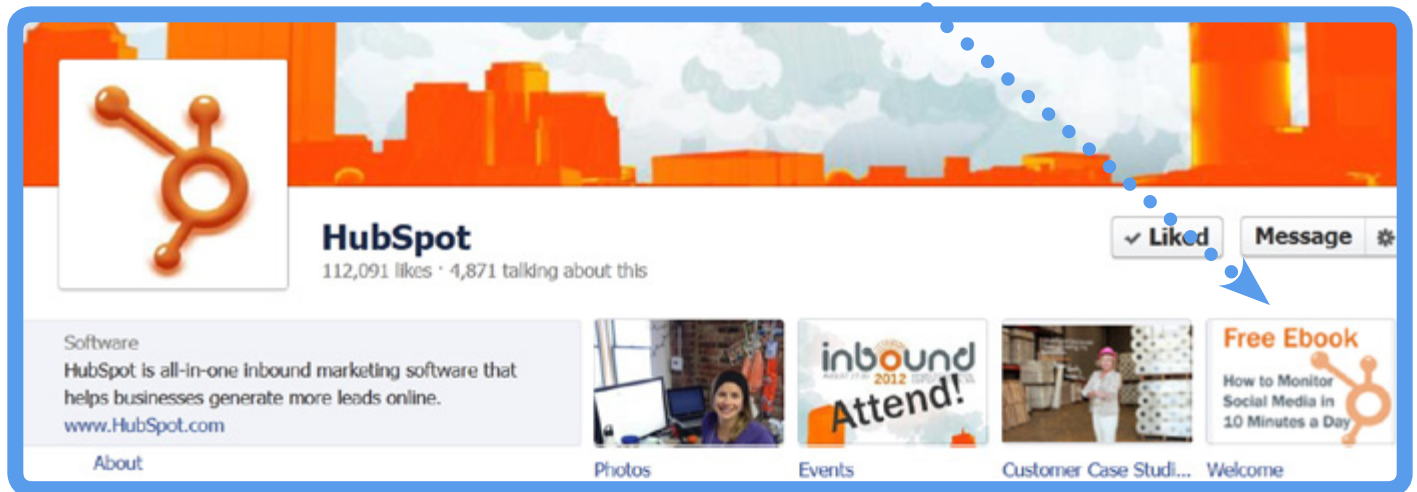 HubSpot
112,091 likes · 4,871 talking about this
✓ Liked
Message
Software
HubSpot is all-in-one inbound marketing software that
helps businesses generate more leads online.
www.HubSpot.com
About
inbound
2012
Attend!
Free Ebook
How to Monitor
Social Media in
10 Minutes a Day
Photos
Events
Customer Case Studi...
Welcome